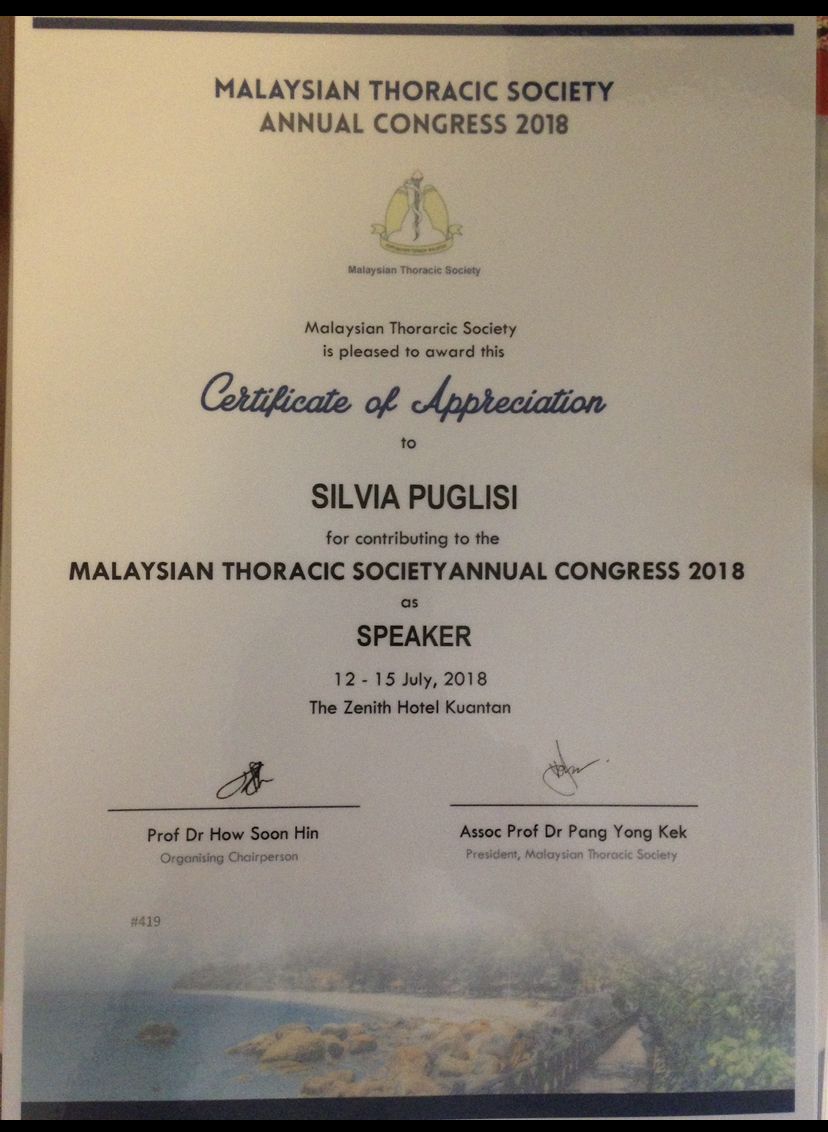 MALAYSIAN THORACIC SOCIETY
ANNUAL CONGRESS 2018
Malaysian Thoracic Society
Malaysian Thorarcic Society
is pleased to award this
Certificate of Appreciation
to
SILVIA PUGLISI
for contributing to the
MALAYSIAN THORACIC SOCIETYANNUAL CONGRESS 2018
as
SPEAKER
12 - 15 July, 2018
The Zenith Hotel Kuantan
Prof Dr How Soon Hin
Assoc Prof Dr Pang Yong Kek
Organising Chairperson
President, Malaysian Thoracic Society
#419